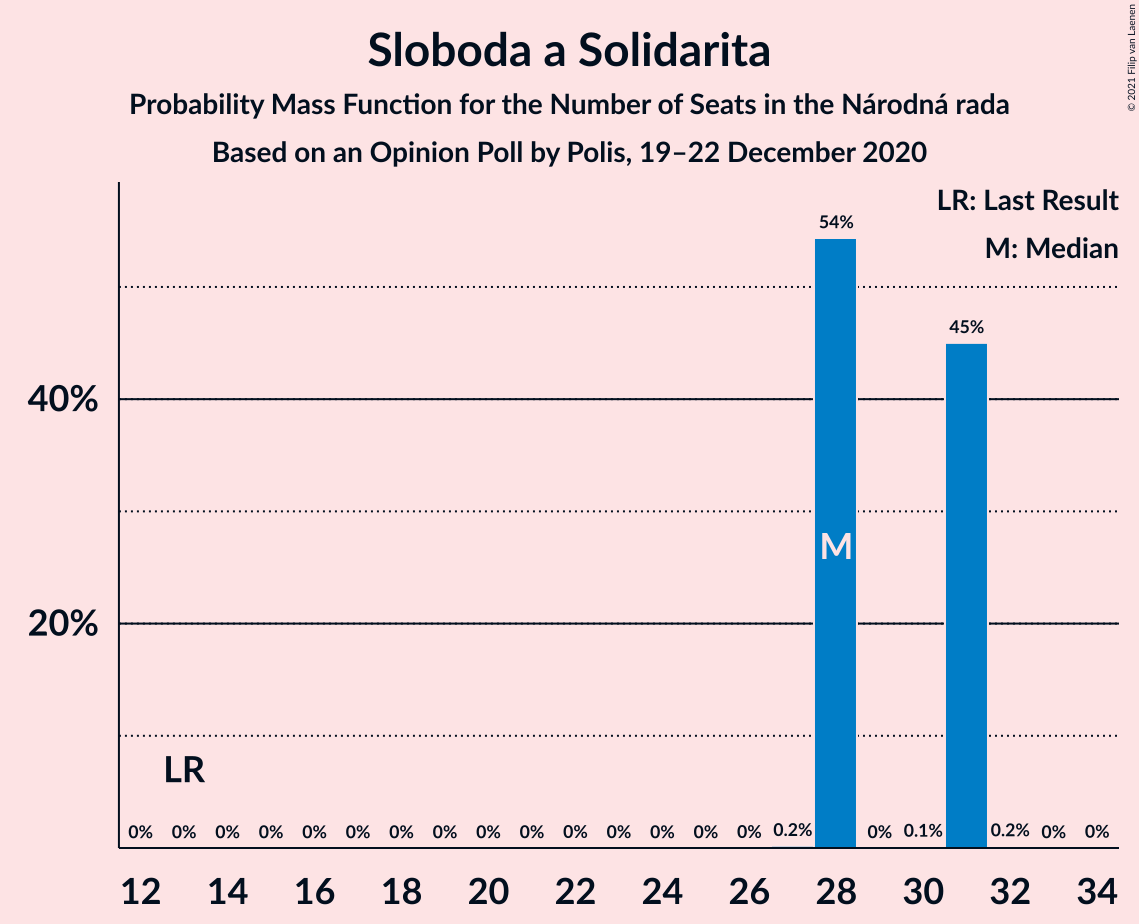 Sloboda a Solidarita
Probability Mass Function for the Number of Seats in the Národná rada
Based on an Opinion Poll by Polis, 19–22 December 2020
© 2021 Filip van Laenen
LR: Last Result
M: Median
54%
45%
40%
20%
M
LR
0% 0% 0% 0% 0% 0% 0% 0% 0% 0% 0% 0% 0% 0% 0% 0.2% 0% 0.1% 0.2% 0% 0%
12 14 16 18 20 22 24 26 28 30 32 34